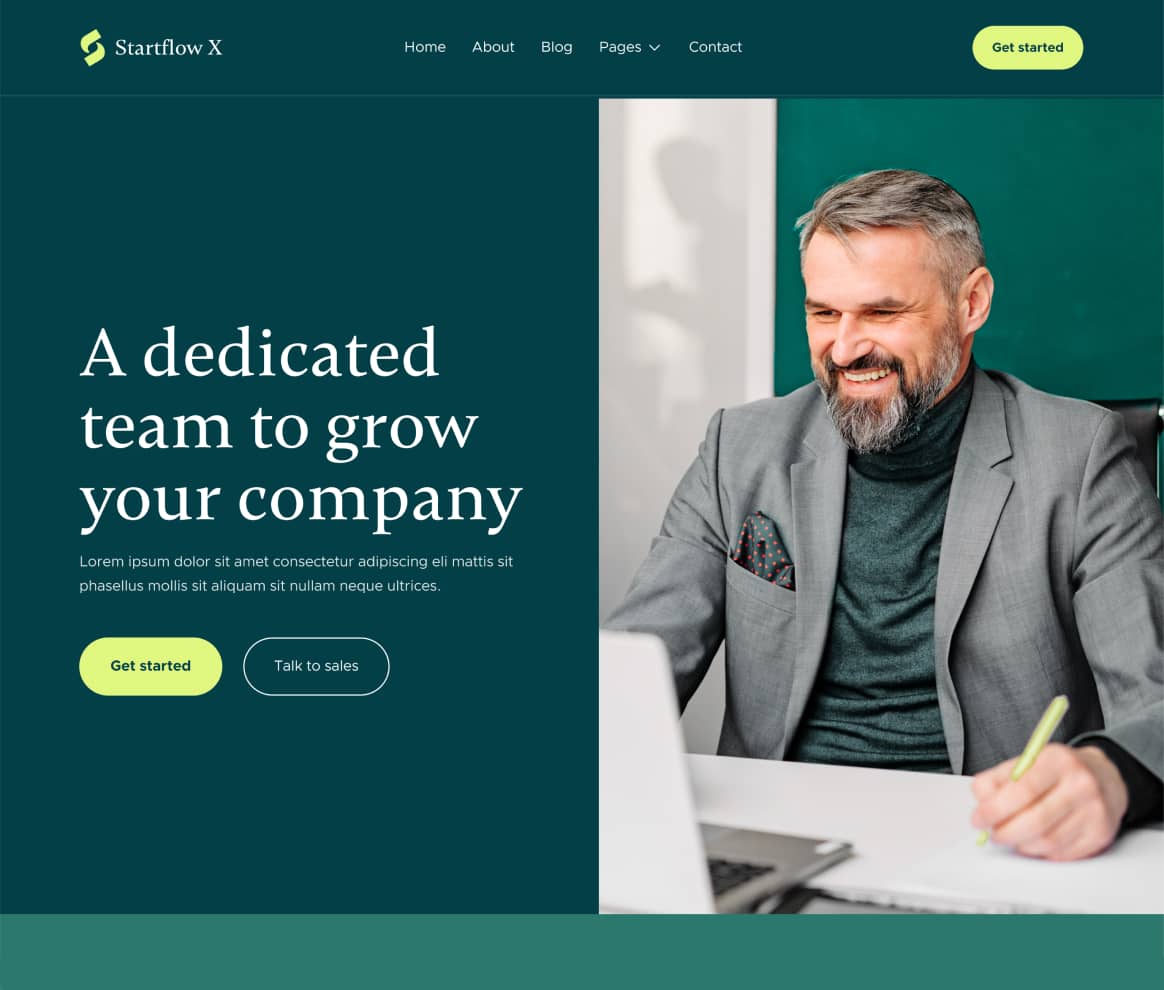 Startflow X
Home
About
Blog
Pages
Contact
Get started
A dedicated
team to grow
your company
Lorem ipsum dolor sit amet consectetur adipiscing eli mattis sit
phasellus mollis sit aliquam sit nullam neque ultrices.
Get started
Talk to sales